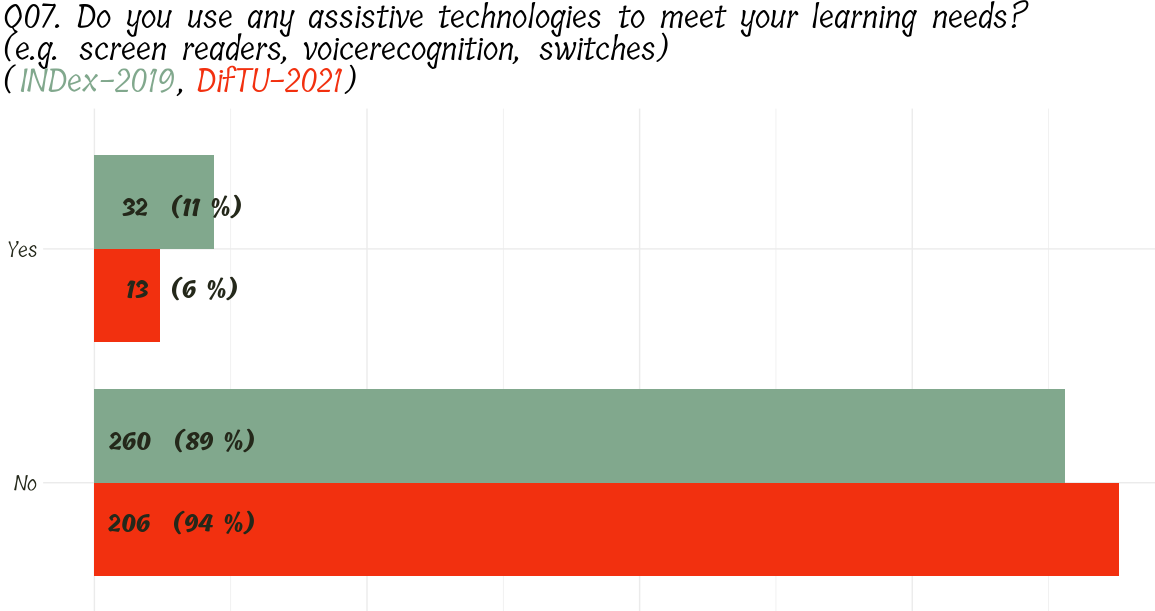 Q07. Do you use any assistive technologies to meet your learning needs?
(e.g. screen readers, voicerecognition, switches)
(INDex-2019, DifTU-2021)
32 (11 %)
Yes
13 (6 %)
260 (89 %)
No
206 (94 %)